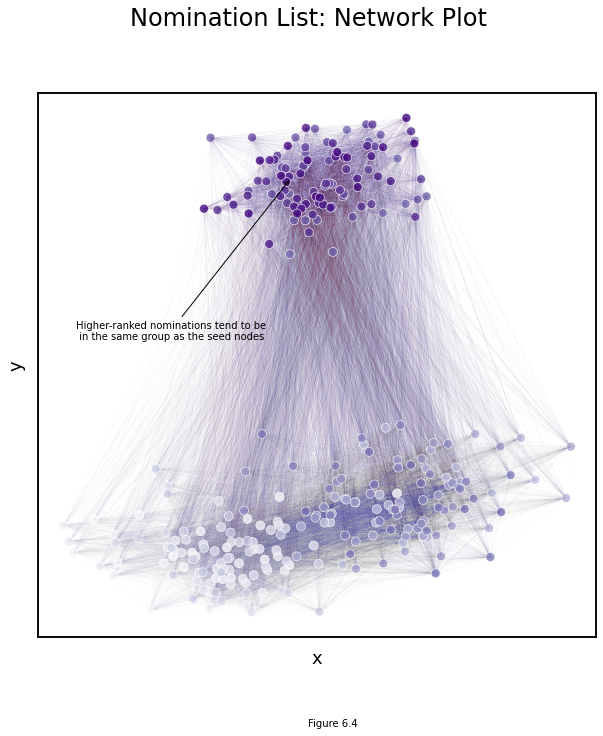 Nomination List: Network Plot
Higher-ranked nominations tend to be
in the same group as the seed nodes
y
x
Figure 6.4